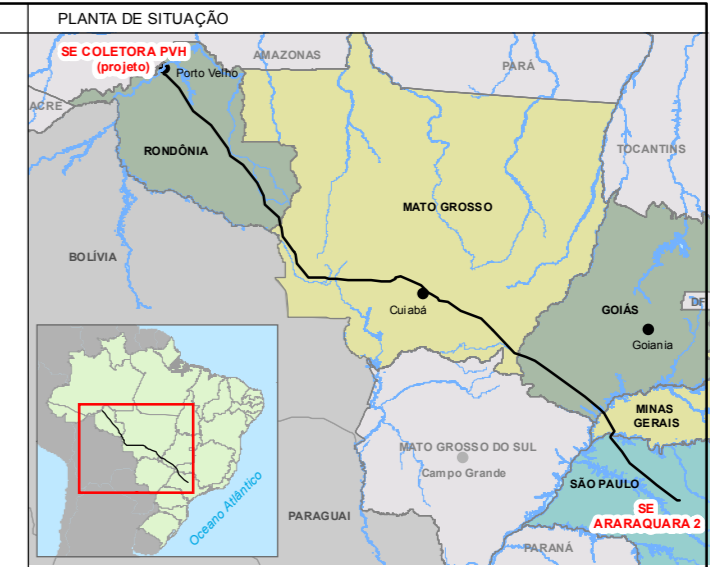 PLANTA DE SITUAÇÃO
SE COLETORA PVH
(projeto)
AMAZONAS
PARÁ
Porto Velho
ACRE
TOCANTINS
RONDÔNIA
MATO GROSSO
BOLÍVIA
Cuiabá
GOIÁS
DF
Goiania
MINAS
GERAIS
MATO GROSSO DO SUL
Campo Grande
SÃO PAULO
SE
ARARAQUARA 2
PARAGUAI
PARANÁ
Oceano Atlântico